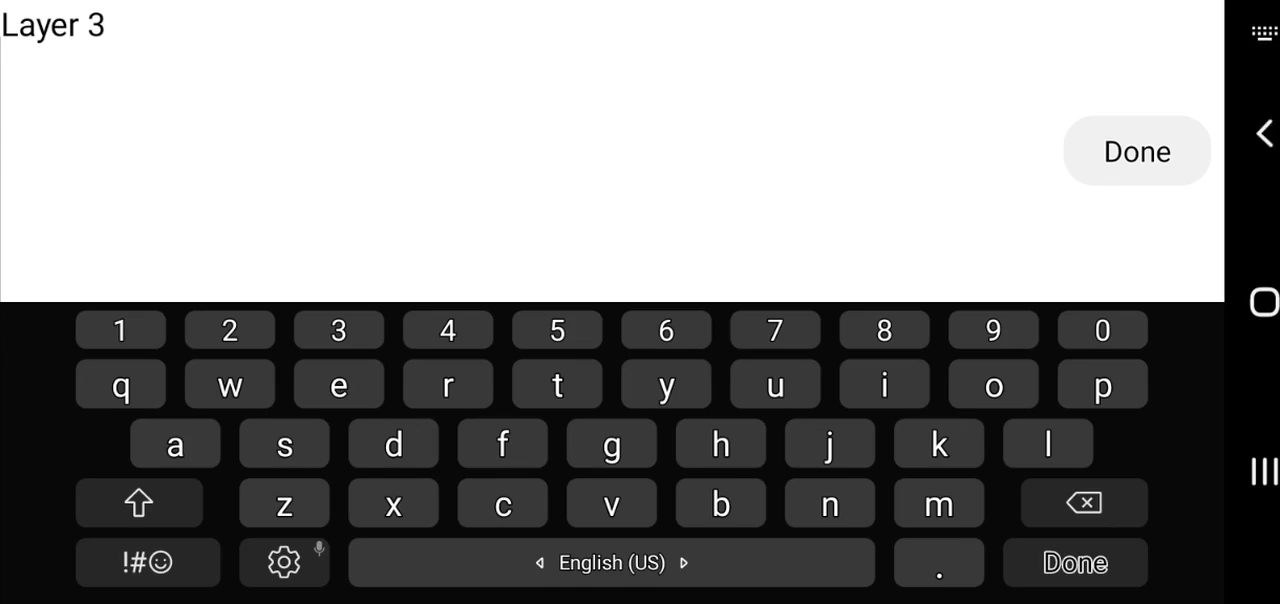 Layer 3
Done
1 2 3 4 5 6 7 8 9 0
q w e r t y u i o p
a s d f g h j k l
z x c v b n m
!#☺ English (US) . Done